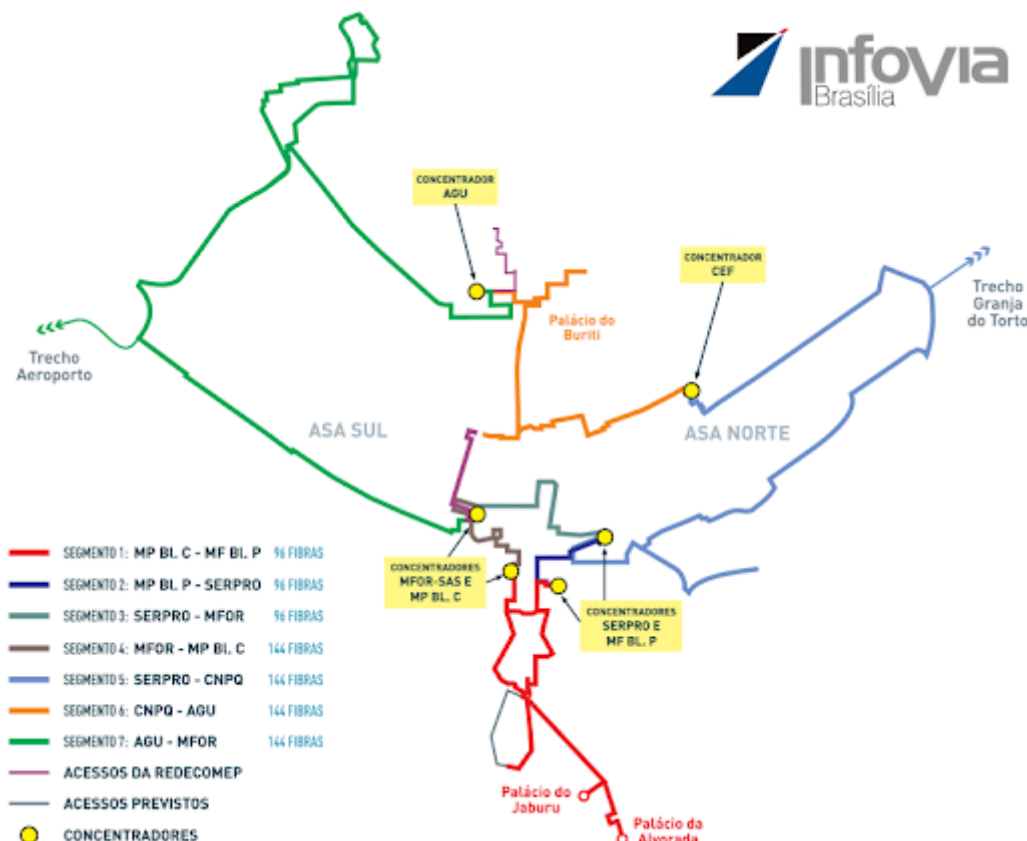 Infovia
Brasília
CONCENTRADOR
AGU
CONCENTRADOR
CEF
Trecho
Granja
do Torto
Palácio do
Buriti
Trecho
Aeroporto
ASA SUL
ASA NORTE
CONCENTRADORES
MFOR-SAS E
MP BL. C
CONCENTRADORES
SERPRO E
MF BL. P
SEGMENTO 1: MP Bl. C - MF Bl. P 96 FIBRAS
SEGMENTO 2: MP Bl. P - SERPRO 96 FIBRAS
SEGMENTO 3: SERPRO - MFOR 96 FIBRAS
SEGMENTO 4: MFOR - MP Bl. C 144 FIBRAS
SEGMENTO 5: SERPRO - CNPQ 144 FIBRAS
SEGMENTO 6: CNPQ - AGU 144 FIBRAS
SEGMENTO 7: AGU - MFOR 144 FIBRAS
ACESSOS DA REDECOMEP
ACESSOS PREVISTOS
CONCENTRADORES
Palácio do
Jaburu
Palácio da
Alvorada